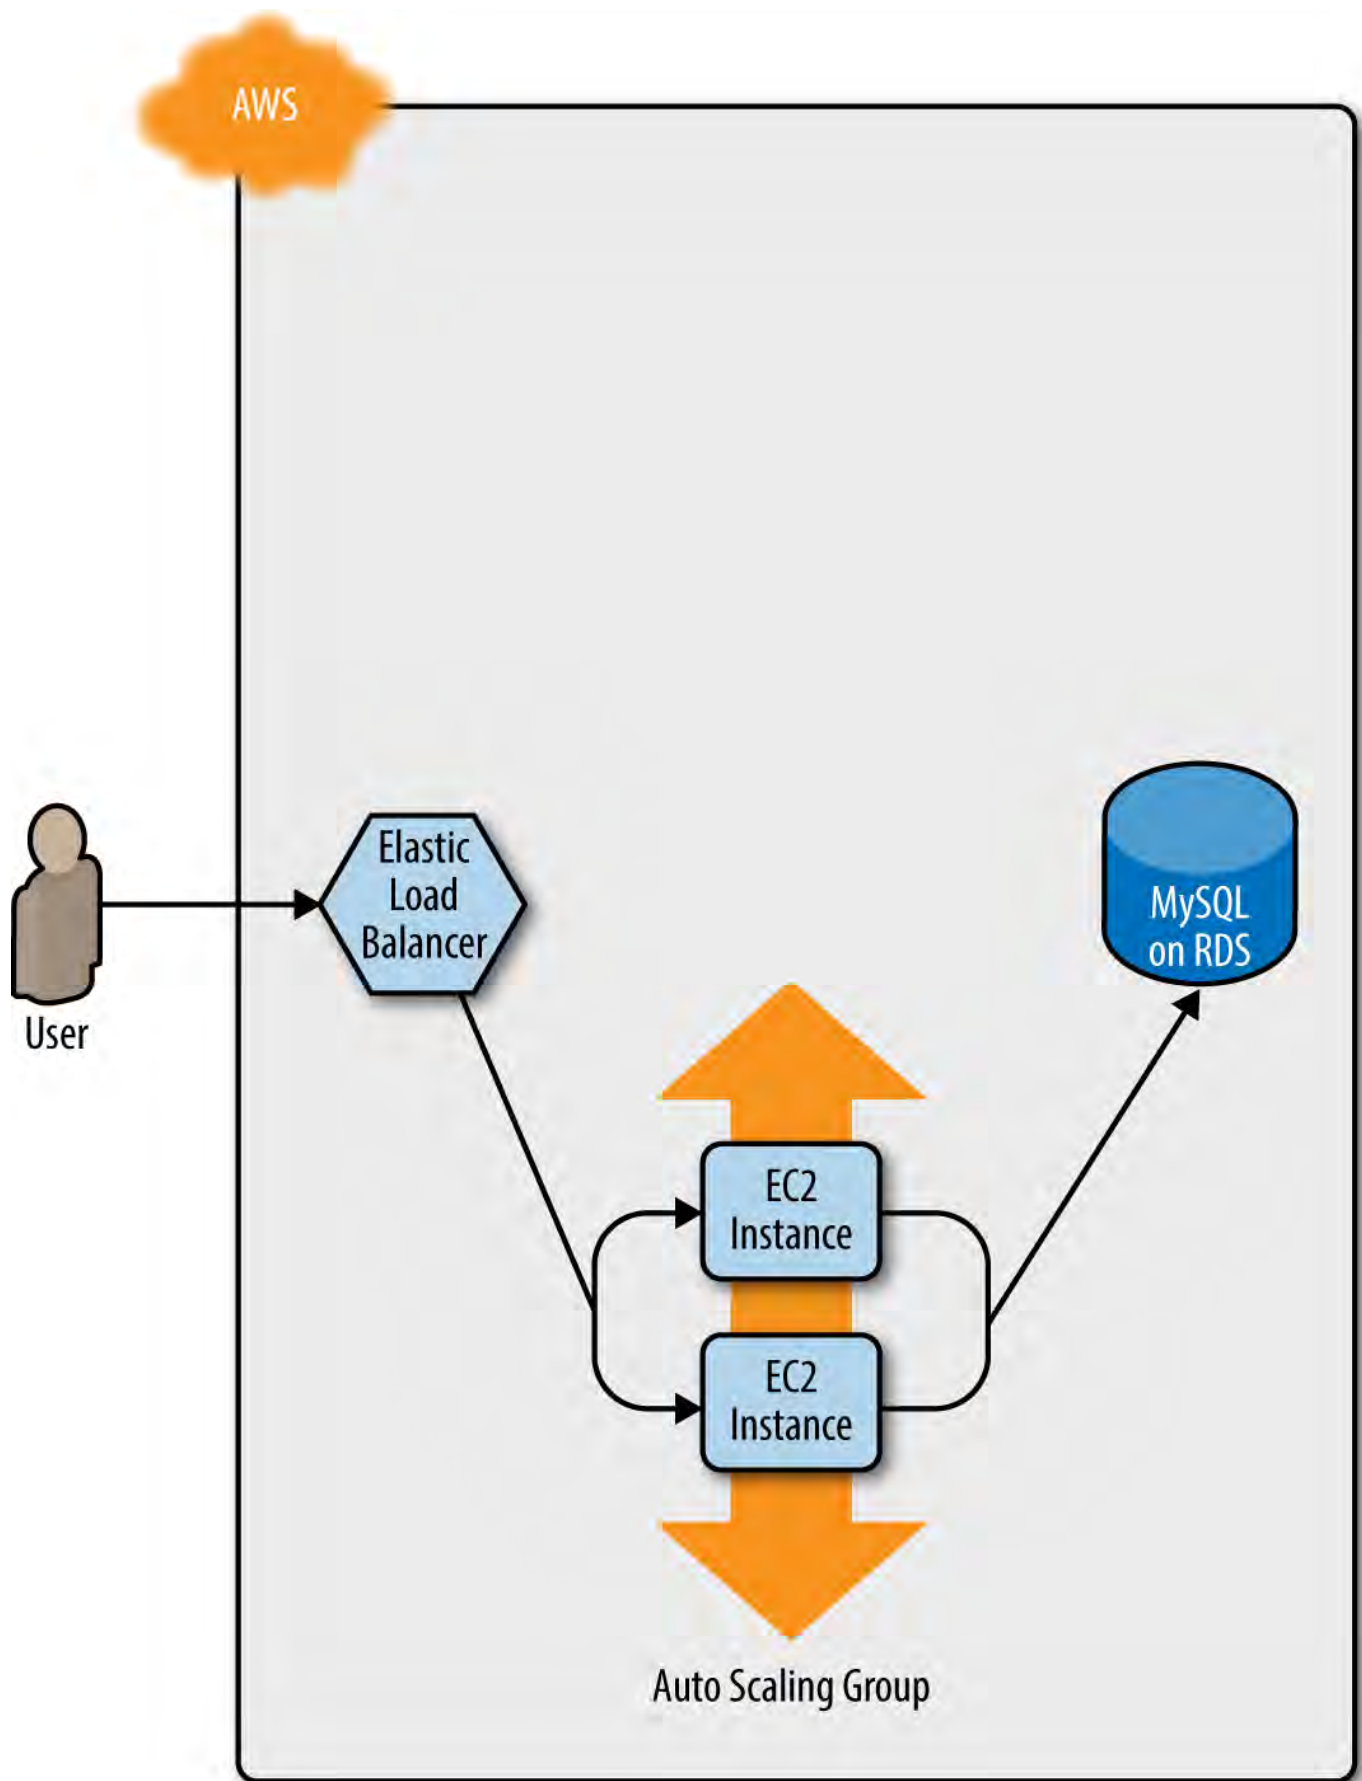 AWS
Elastic
Load
Balancer
User
MySQL
on RDS
EC2
Instance
EC2
Instance
Auto Scaling Group